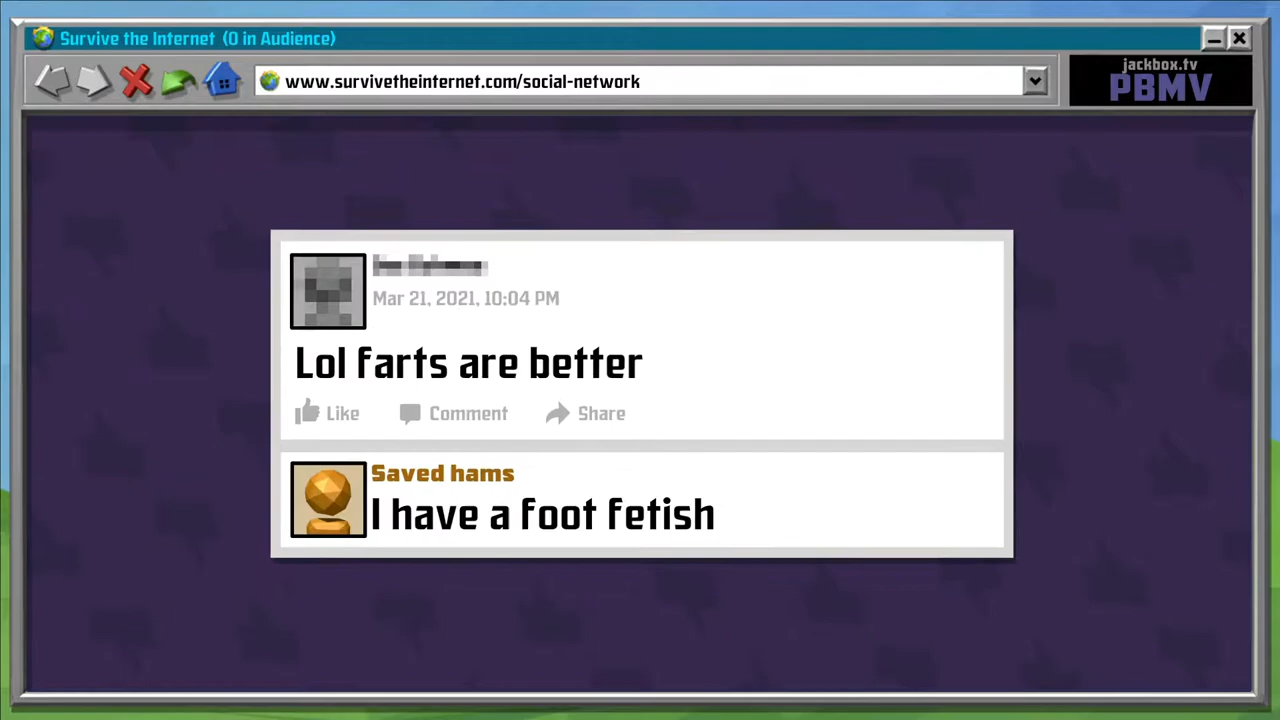 Survive the Internet (0 in Audience)
www.survivetheinternet.com/social-network
jackbox.tv
PBMV
Mar 21, 2021, 10:04 PM
Lol farts are better
Like Comment Share
Saved hams
I have a foot fetish